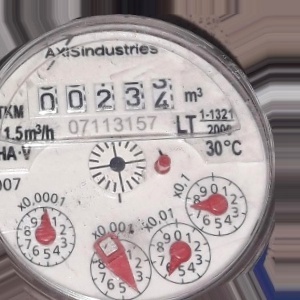 AXISindustries
00234 m³
TKM
1.5m³/h
07113157
LT 1-1321
2006
HA·V
30°C
007
x0,0001
x0,001
x0,01
x0,1